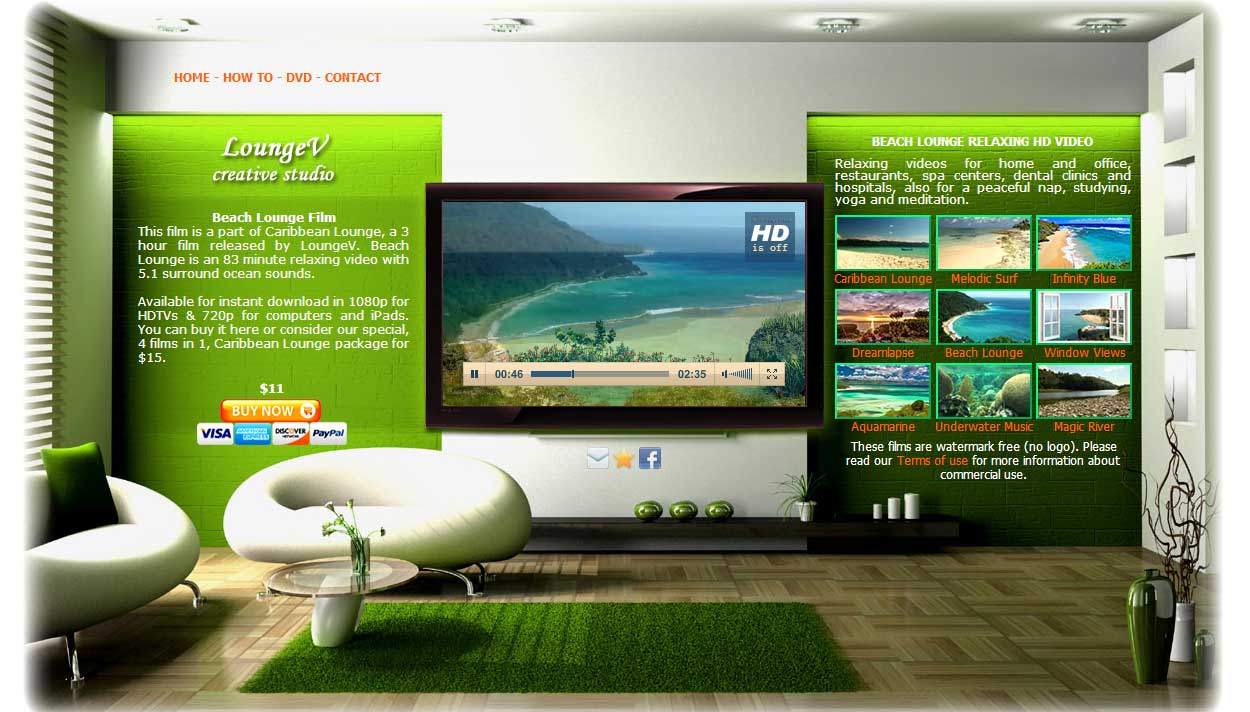 HOME - HOW TO - DVD - CONTACT
LoungeV
creative studio
Beach Lounge Film
This film is a part of Caribbean Lounge, a 3
hour film released by LoungeV. Beach
Lounge is an 83 minute relaxing video with
5.1 surround ocean sounds.
Available for instant download in 1080p for
HDTVs & 720p for computers and iPads.
You can buy it here or consider our special,
4 films in 1, Caribbean Lounge package for
$15.
$11
BUY NOW
VISA AMERICAN EXPRESS DISCOVER NETWORK PayPal
HD
is off
00:46 02:35
BEACH LOUNGE RELAXING HD VIDEO
Relaxing videos for home and office,
restaurants, spa centers, dental clinics and
hospitals, also for a peaceful nap, studying,
yoga and meditation.
Caribbean Lounge Melodic Surf Infinity Blue
Dreamlapse Beach Lounge Window Views
Aquamarine Underwater Music Magic River
These films are watermark free (no logo). Please
read our Terms of use for more information about
commercial use.